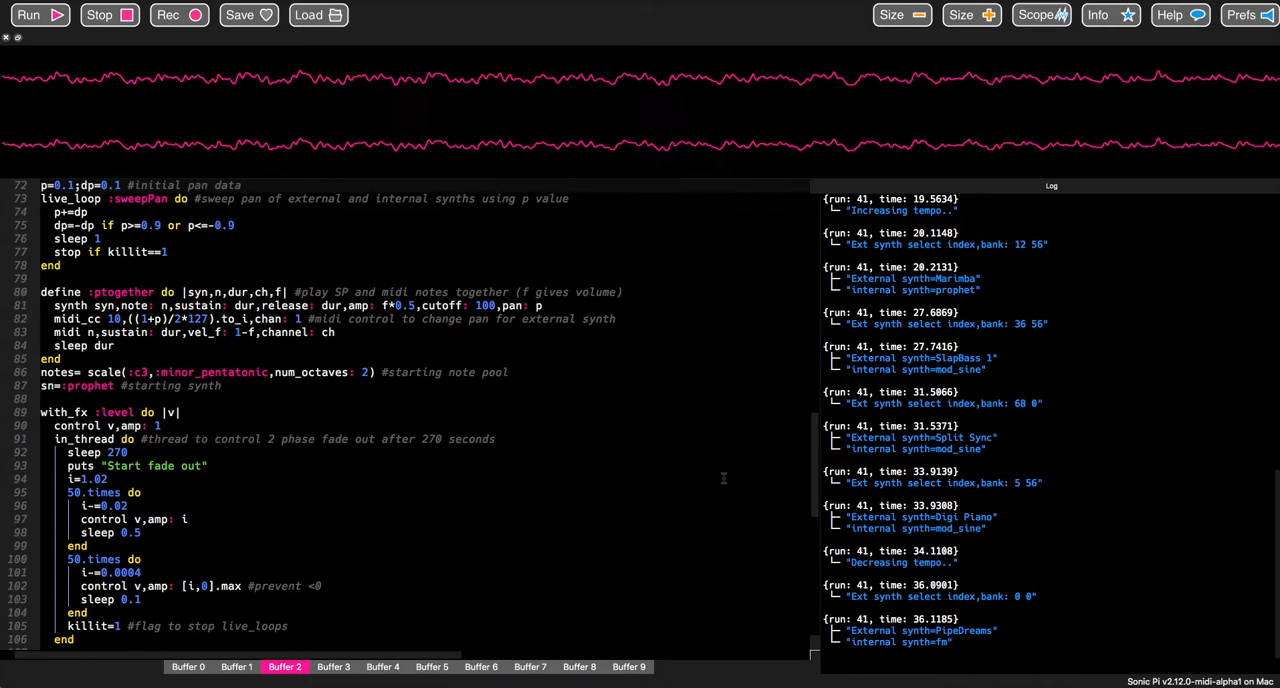 Run Stop Rec Save Load Size Size Scope Info Help Prefs
72 p=0.1;dp=0.1 #initial pan data
73 live_loop :sweepPan do #sweep pan of external and internal synths using p value
74 p+=dp
75 dp=-dp if p>=0.9 or p<=-0.9
76 sleep 1
77 stop if killit==1
78 end
79
80 define :ptogether do |syn,n,dur,ch,f| #play SP and midi notes together (f gives volume)
81 synth syn,note: n,sustain: dur,release: dur,amp: f*0.5,cutoff: 100,pan: p
82 midi_cc 10,((1+p)/2*127).to_i,chan: 1 #midi control to change pan for external synth
83 midi n,sustain: dur,vel_f: 1-f,channel: ch
84 sleep dur
85 end
86 notes= scale(:c3,:minor_pentatonic,num_octaves: 2) #starting note pool
87 sn=:prophet #starting synth
88
89 with_fx :level do |v|
90 control v,amp: 1
91 in_thread do #thread to control 2 phase fade out after 270 seconds
92 sleep 270
93 puts "Start fade out"
94 i=1.02
95 50.times do
96 i-=0.02
97 control v,amp: i
98 sleep 0.5
99 end
100 50.times do
101 i-=0.0004
102 control v,amp: [i,0].max #prevent <0
103 sleep 0.1
104 end
105 killit=1 #flag to stop live_loops
106 end
Log
{run: 41, time: 19.5634}
"Increasing tempo.."
{run: 41, time: 20.1148}
"Ext synth select index,bank: 12 56"
{run: 41, time: 20.2131}
"External synth=Marimba"
"internal synth=prophet"
{run: 41, time: 27.6869}
"Ext synth select index,bank: 36 56"
{run: 41, time: 27.7416}
"External synth=SlapBass 1"
"internal synth=mod_sine"
{run: 41, time: 31.5066}
"Ext synth select index,bank: 68 0"
{run: 41, time: 31.5371}
"External synth=Split Sync"
"internal synth=mod_sine"
{run: 41, time: 33.9139}
"Ext synth select index,bank: 5 56"
{run: 41, time: 33.9308}
"External synth=Digi Piano"
"internal synth=mod_sine"
{run: 41, time: 34.1108}
"Decreasing tempo.."
{run: 41, time: 36.0901}
"Ext synth select index,bank: 0 0"
{run: 41, time: 36.1185}
"External synth=PipeDreams"
"internal synth=fm"
Buffer 0 Buffer 1 Buffer 2 Buffer 3 Buffer 4 Buffer 5 Buffer 6 Buffer 7 Buffer 8 Buffer 9
Sonic Pi v2.12.0-midi-alpha1 on Mac